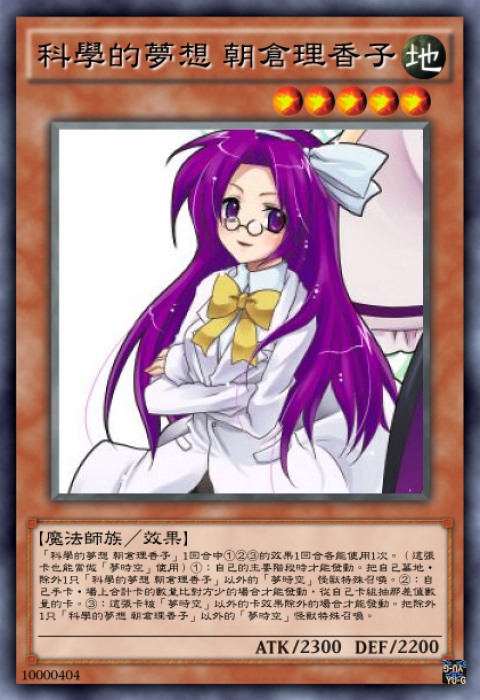 科學的夢想 朝倉理香子 地
[魔法師族／效果]
「科學的夢想 朝倉理香子」1回合中①②③的效果1回合各能使用1次。（這張
卡也能當做「夢時空」使用）①：自己的主要階段時才能發動。把自己墓地・
除外1只「科學的夢想 朝倉理香子」以外的「夢時空」怪獸特殊召喚。②：自
己手卡・場上合計卡的數量比對方少的場合才能發動，從自己卡組抽那差值數
量的卡。③：這張卡被「夢時空」以外的卡效果除外的場合才能發動。把除外
1只「科學的夢想 朝倉理香子」以外的「夢時空」怪獸特殊召喚。
ATK/2300 DEF/2200
10000404